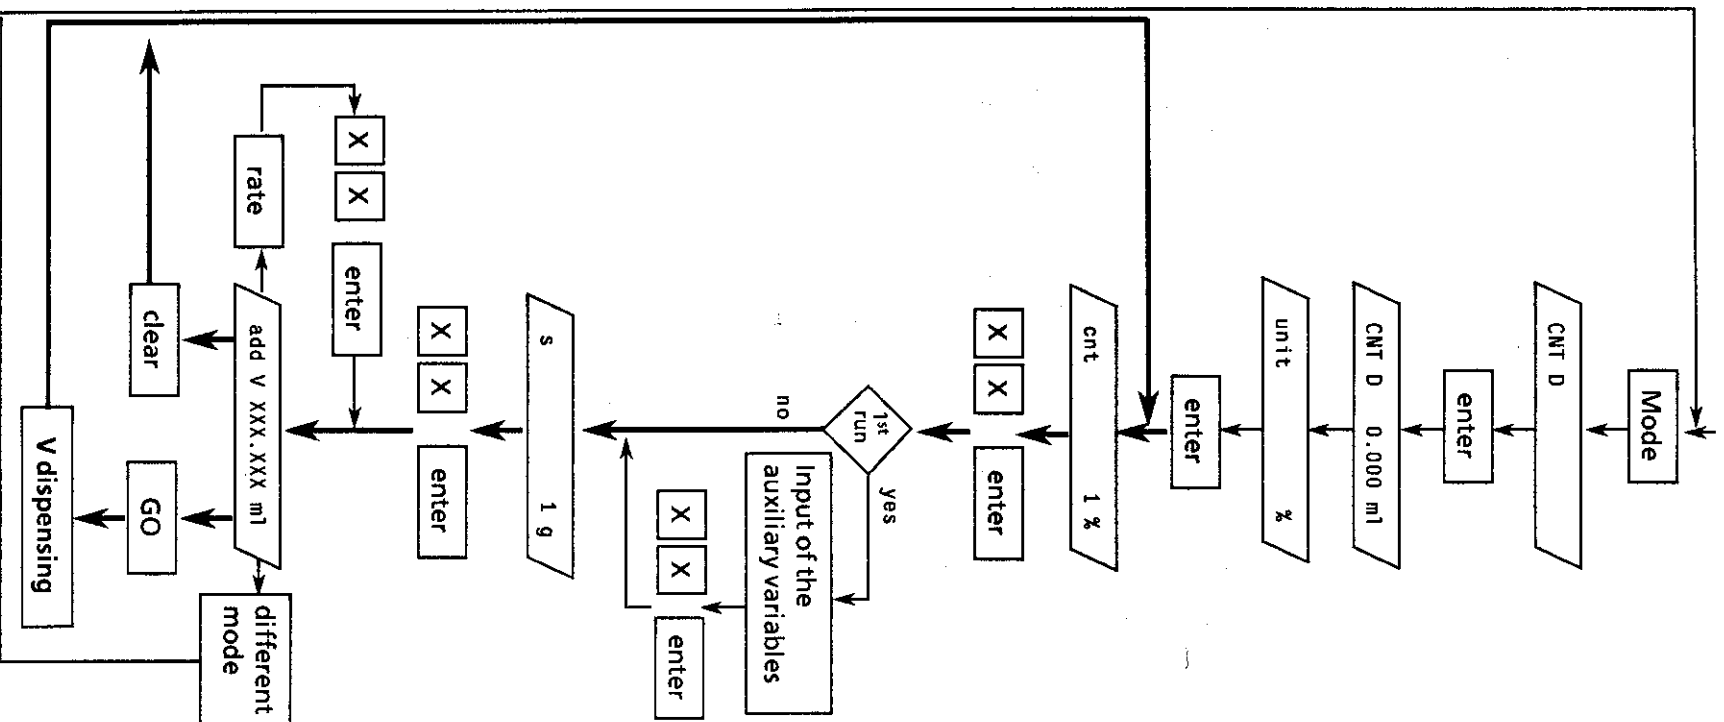 Mode
CNT D
enter
CNT D 0.000 ml
unit %
enter
cnt 1 %
X X enter
1st
run
yes
no
Input of the
auxiliary variables
X X enter
s 1 g
X X enter
enter
X X
rate
add V XXX.XXX ml
different
mode
clear
GO
V dispensing